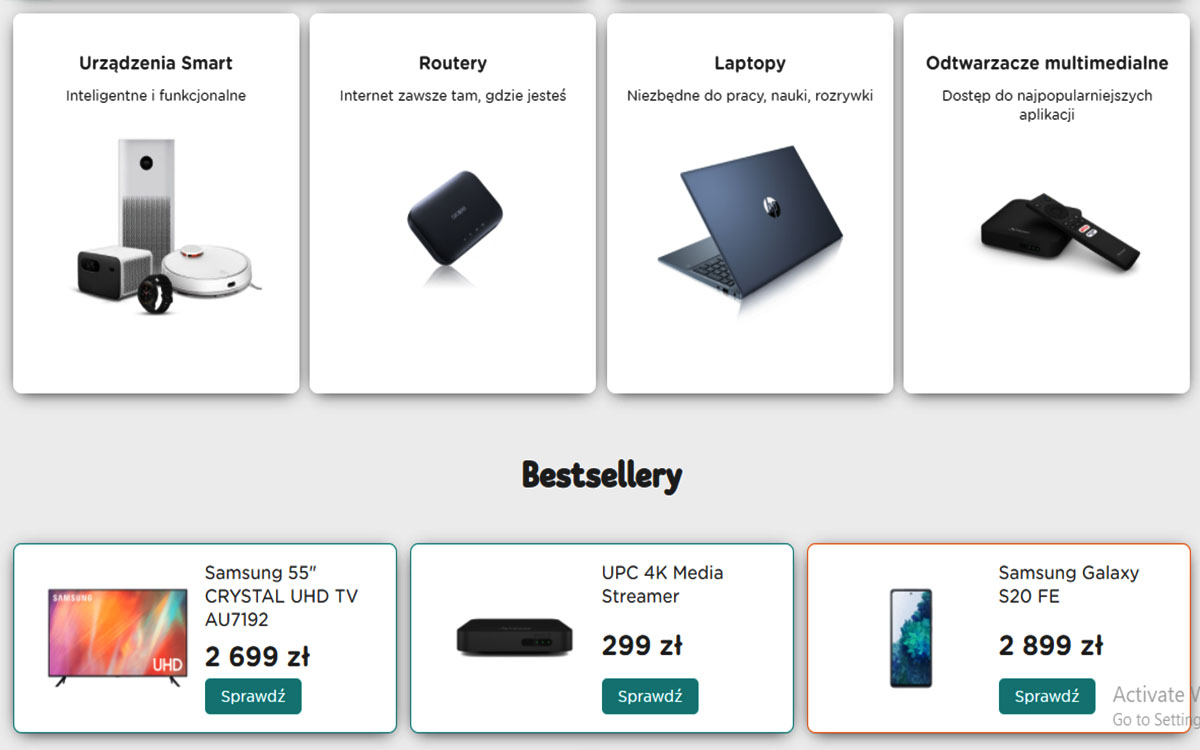 Urządzenia Smart
Inteligentne i funkcjonalne
Routery
Internet zawsze tam, gdzie jesteś
Laptopy
Niezbędne do pracy, nauki, rozrywki
Odtwarzacze multimedialne
Dostęp do najpopularniejszych
aplikacji
hp
Bestsellery
SAMSUNG
UHD
Samsung 55"
CRYSTAL UHD TV
AU7192
2 699 zł
Sprawdź
UPC 4K Media
Streamer
299 zł
Sprawdź
Samsung Galaxy
S20 FE
2 899 zł
Sprawdź
Activate
Go to Setting